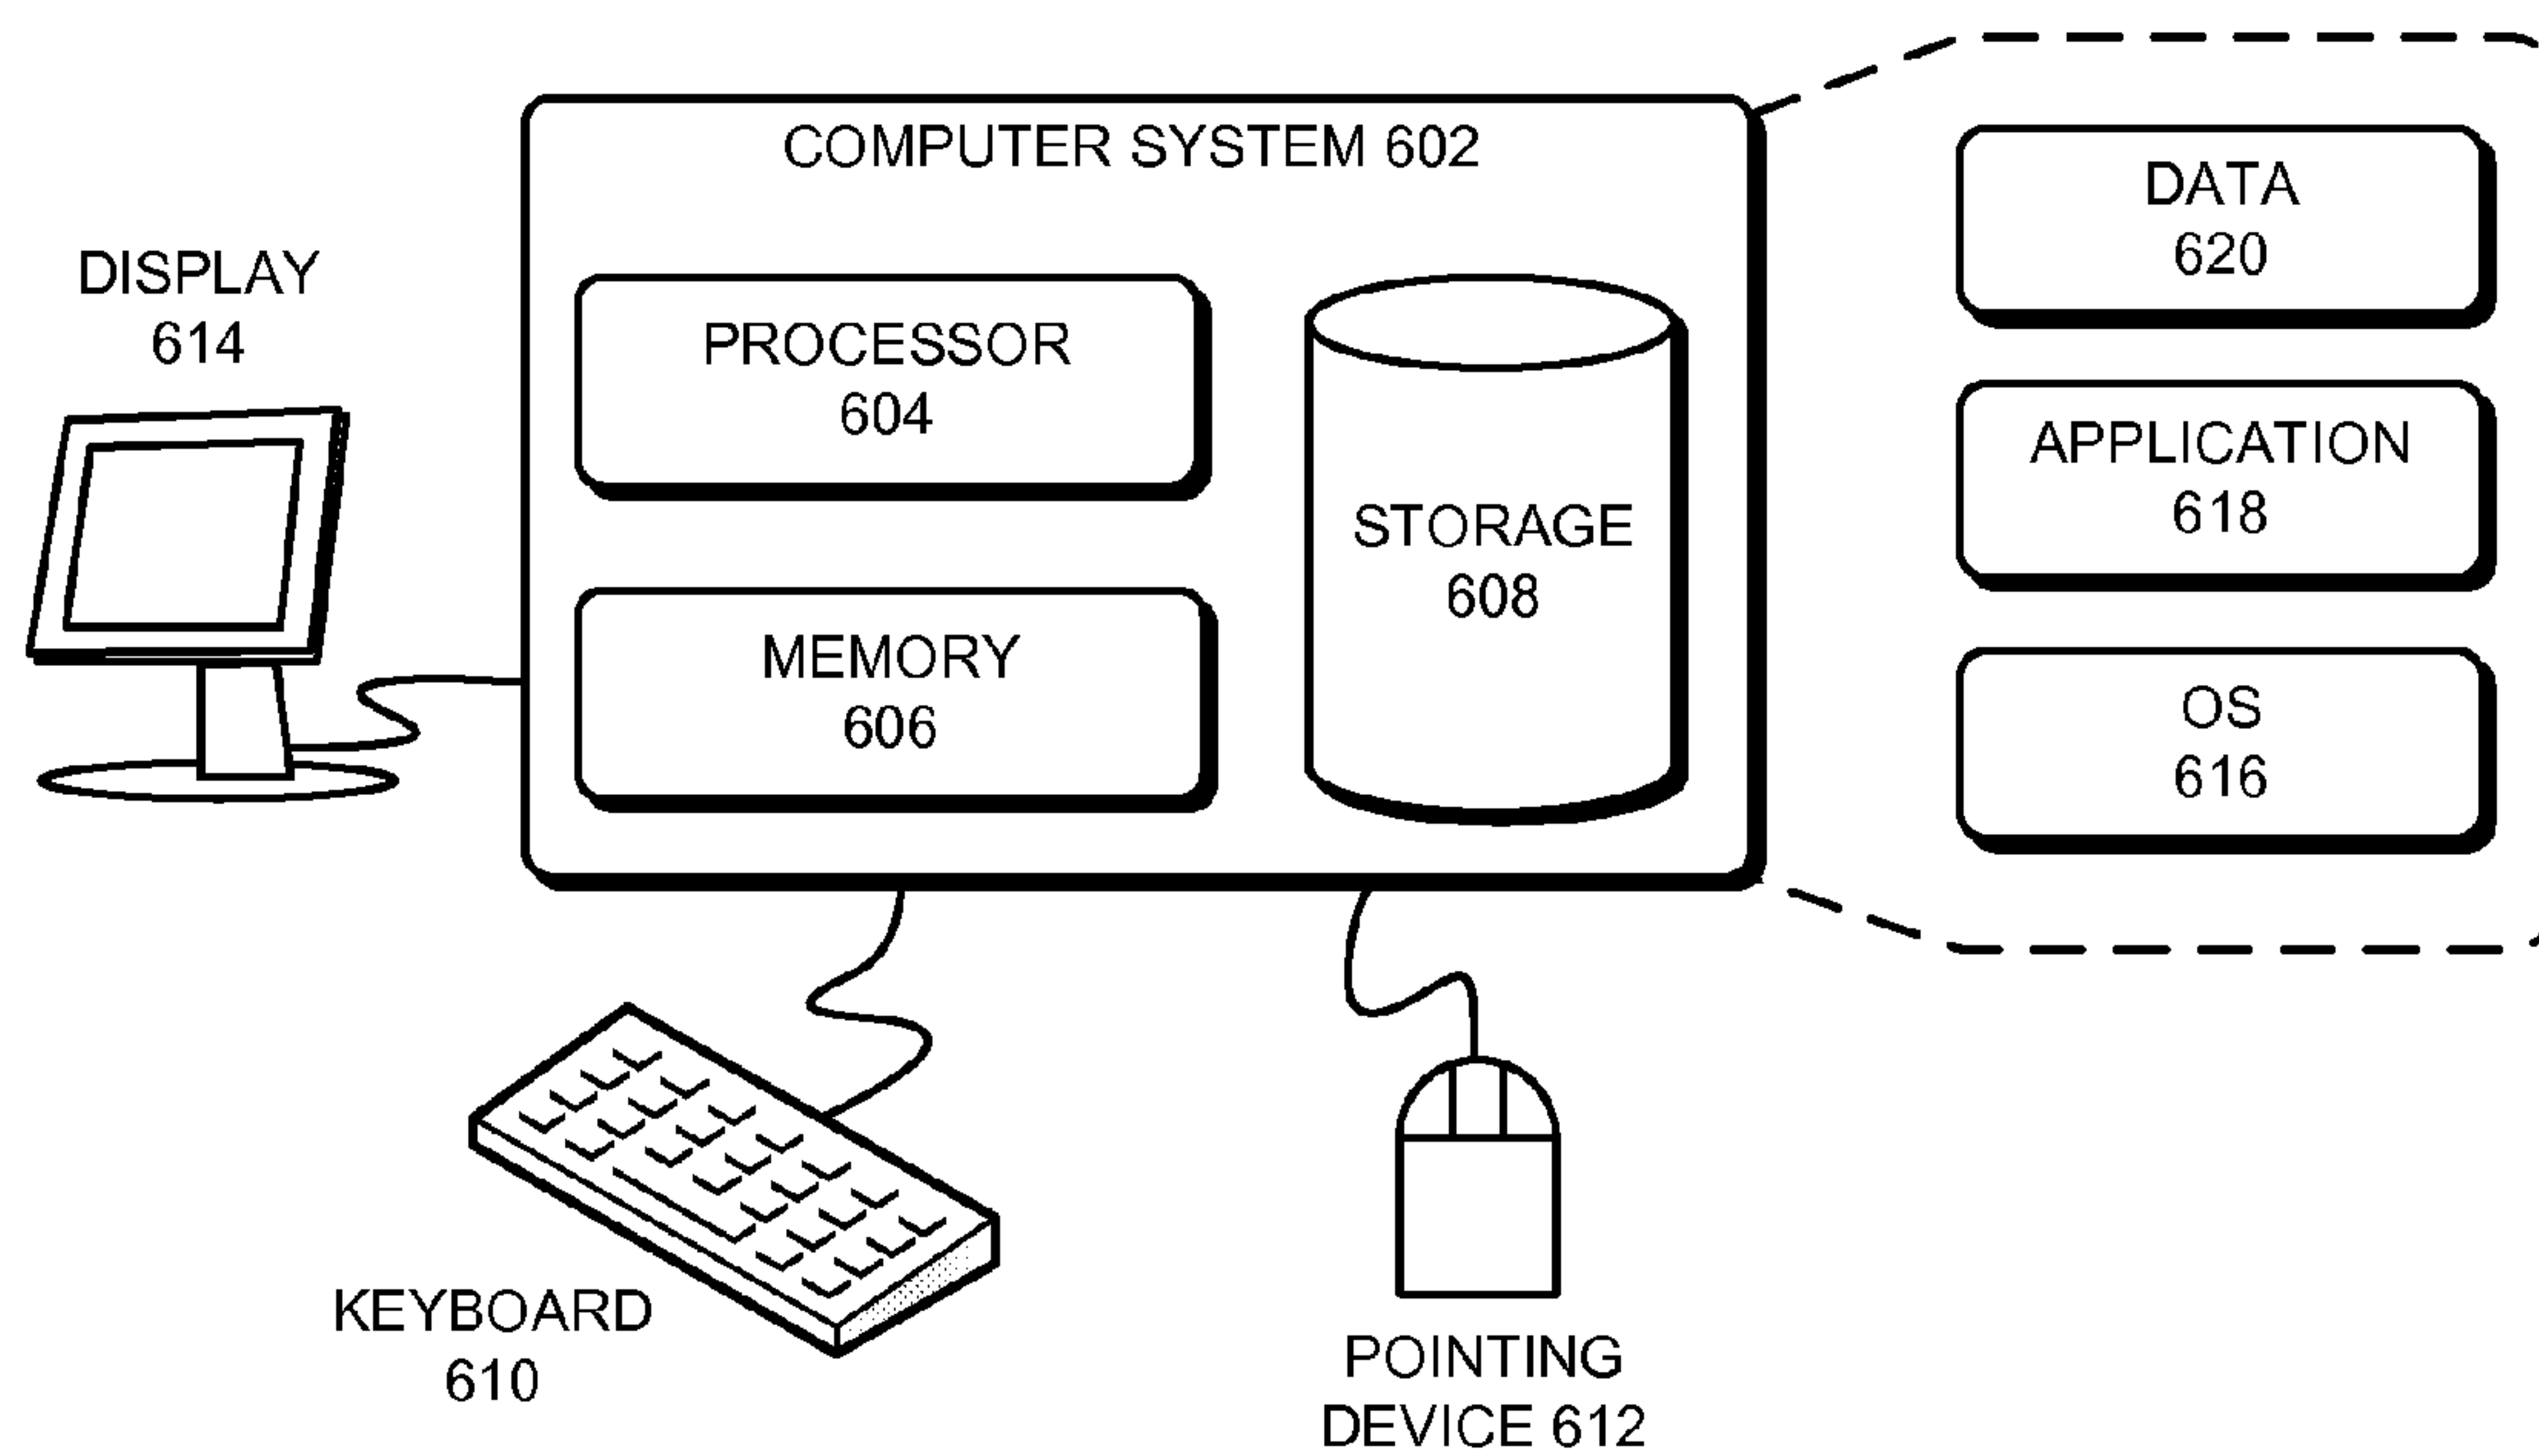 COMPUTER SYSTEM 602
DISPLAY
614
PROCESSOR
604
MEMORY
606
STORAGE
608
DATA
620
APPLICATION
618
OS
616
KEYBOARD
610
POINTING
DEVICE 612